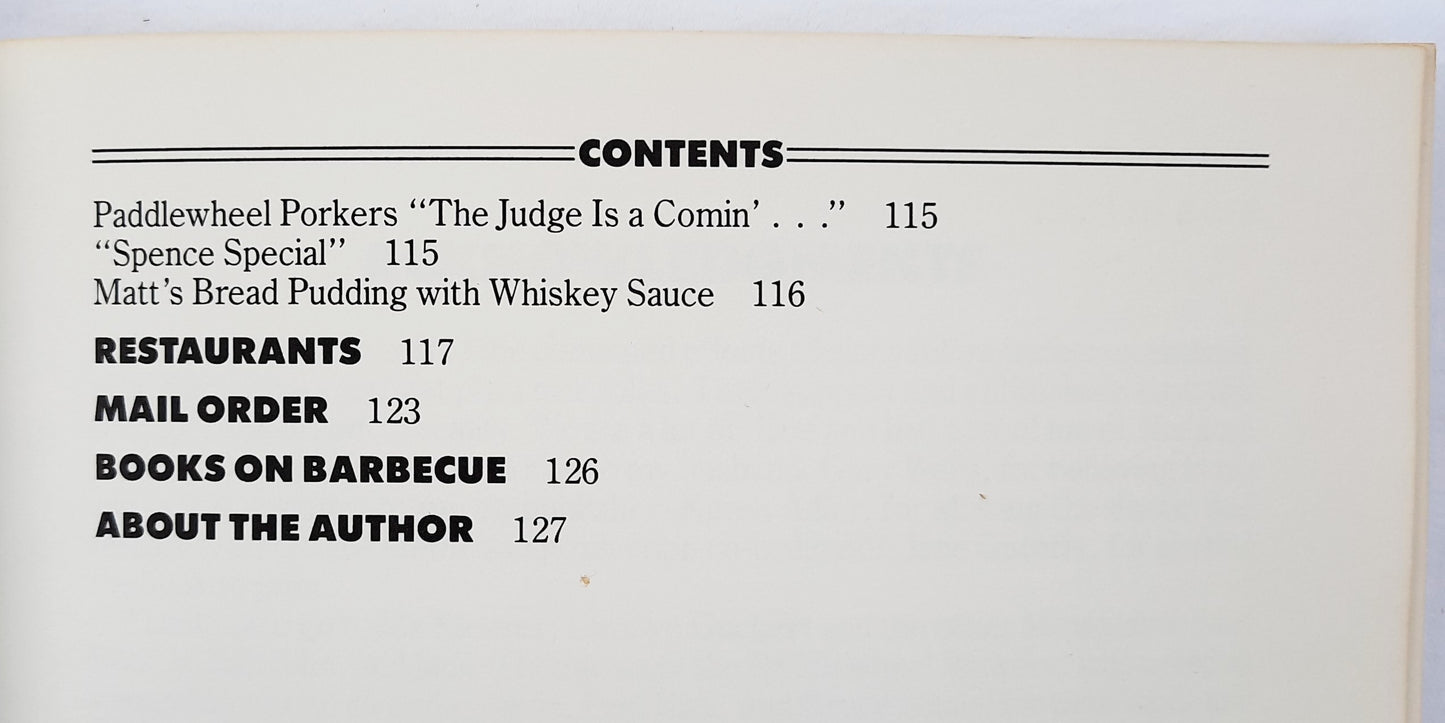 CONTENTS
Paddlewheel Porkers “The Judge Is a Comin’ . . .” 115
“Spence Special” 115
Matt’s Bread Pudding with Whiskey Sauce 116
RESTAURANTS 117
MAIL ORDER 123
BOOKS ON BARBECUE 126
ABOUT THE AUTHOR 127